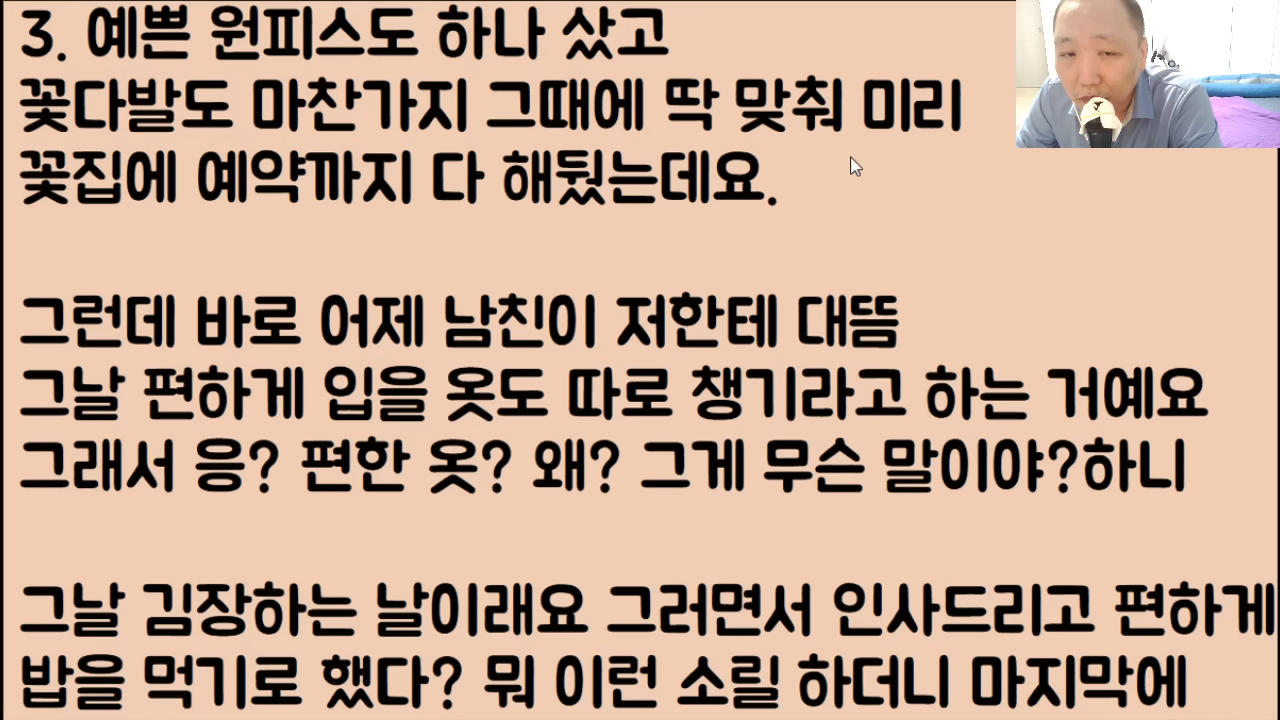 3. 예쁜 원피스도 하나 샀고
꽃다발도 마찬가지 그때에 딱 맞춰 미리
꽃집에 예약까지 다 해뒀는데요.
그런데 바로 어제 남친이 저한테 대뜸
그날 편하게 입을 옷도 따로 챙기라고 하는 거예요
그래서 응? 편한 옷? 왜? 그게 무슨 말이야?하니
그날 김장하는 날이래요 그러면서 인사드리고 편하게
밥을 먹기로 했다? 뭐 이런 소릴 하더니 마지막에